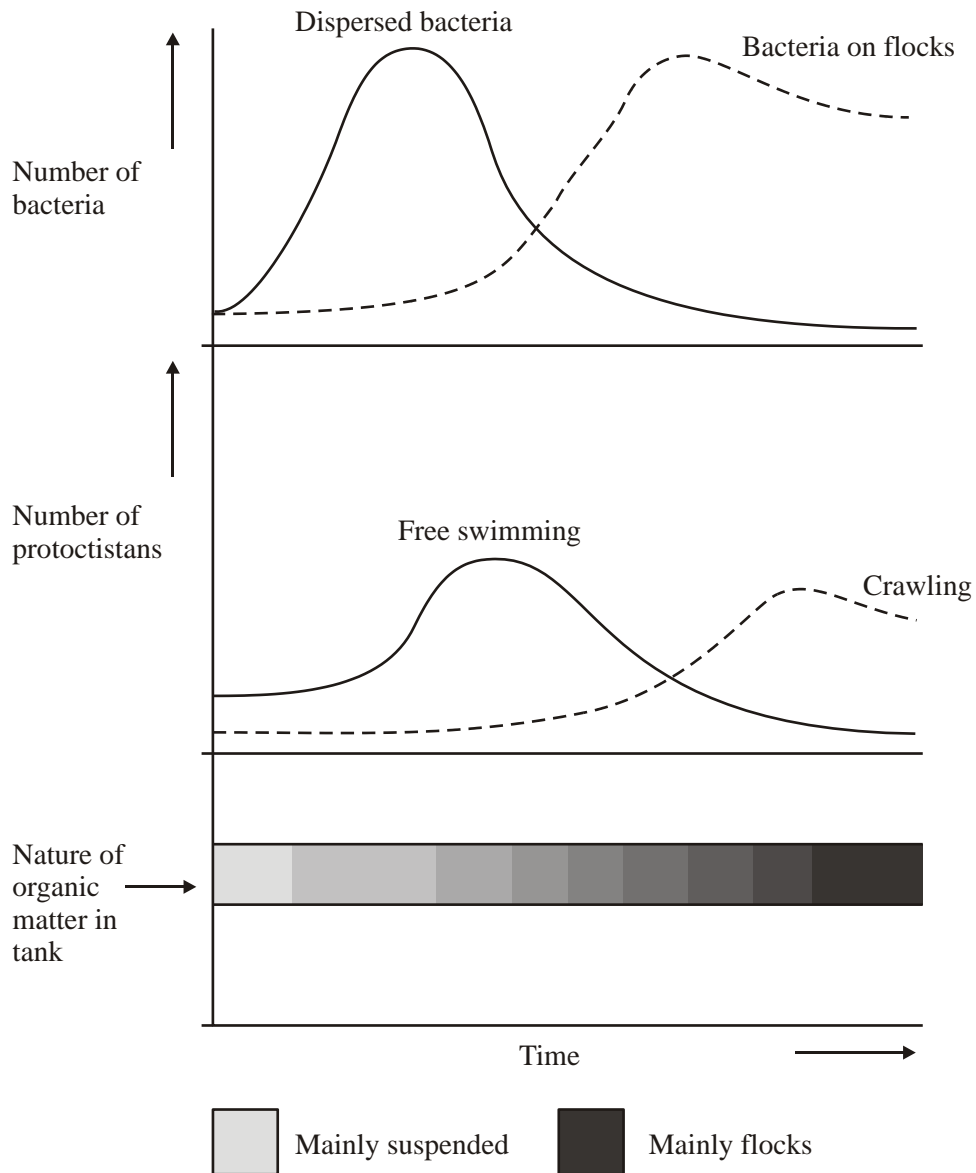 Dispersed bacteria
Bacteria on flocks
Number of
bacteria
Number of
protoctistans
Free swimming
Crawling
Nature of
organic
matter in
tank
Time
Mainly suspended
Mainly flocks